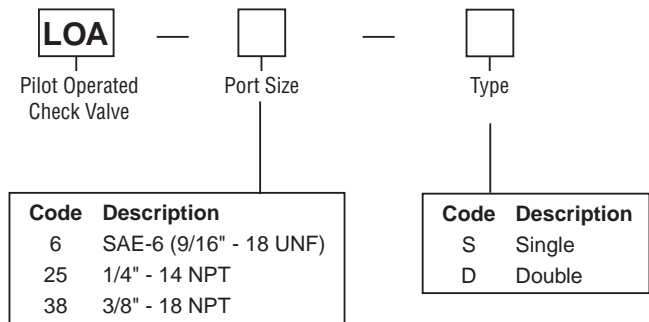 LOA — —
Pilot Operated
Check Valve
Port Size
Type
Code Description
6 SAE-6 (9/16" - 18 UNF)
25 1/4" - 14 NPT
38 3/8" - 18 NPT
Code Description
S Single
D Double